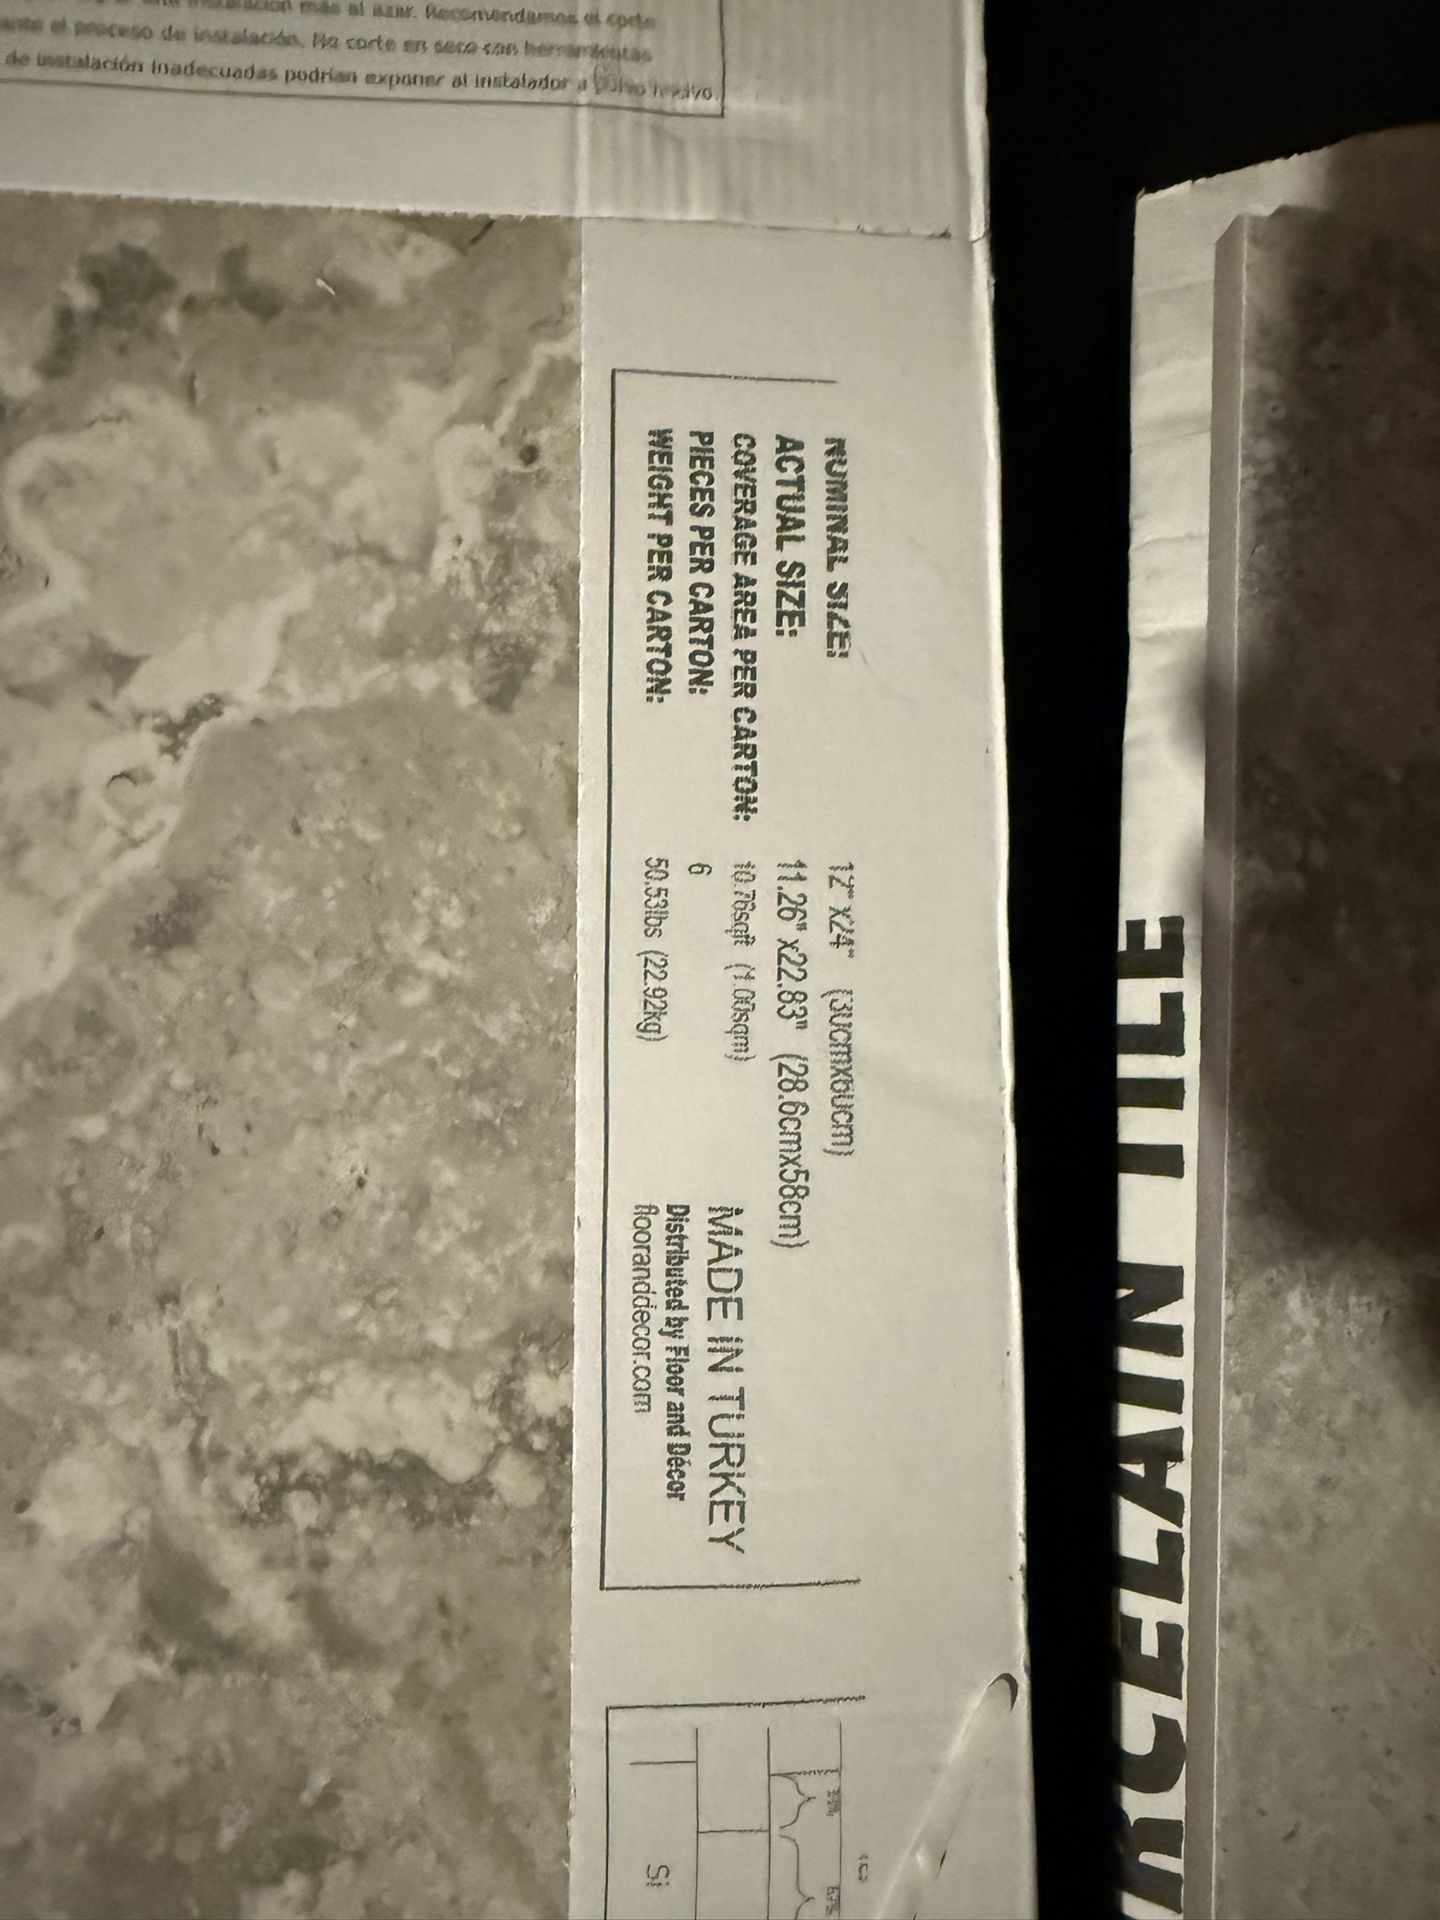 una instalación más al azar. Recomendamos el corte
el proceso de instalación. No corte en seco con herramientas
de instalación inadecuadas podrían exponer al instalador a
NOMINAL SIZE: 12" x24" (30cmx60cm)
ACTUAL SIZE: 11.26" x22.83" (28.6cmx58cm)
COVERAGE AREA PER CARTON: 10.76sqft (1.00sqm)
PIECES PER CARTON: 6
WEIGHT PER CARTON: 50.53lbs (22.92kg)
MADE IN TURKEY
Distributed by Floor and Décor
flooranddecor.com
RCELAIN TILE